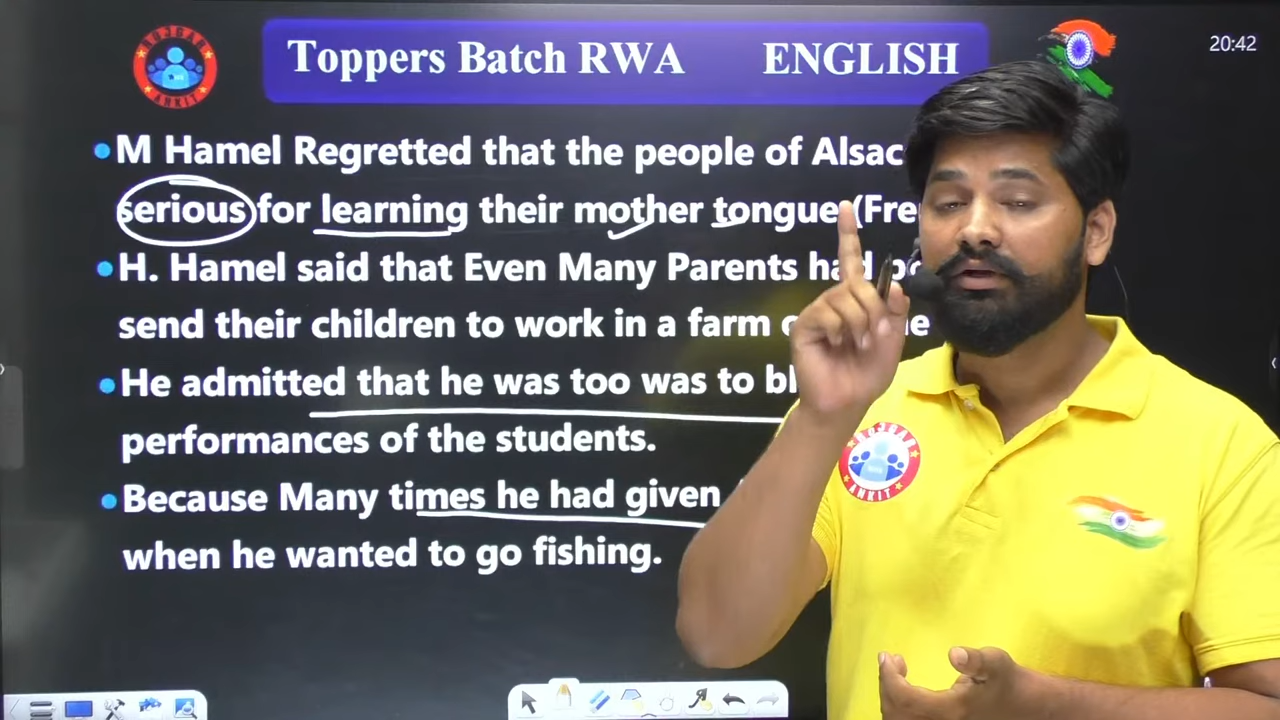 Toppers Batch RWA ENGLISH
20:42
M Hamel Regretted that the people of
serious for learning their mother tongue
H. Hamel said that Even Many Parents had
send their children to work in a farm
He admitted that he was too was to
performances of the students.
Because Many times he had given
when he wanted to go fishing.
ROJGAR
ANKIT
ROJGAR
ANKIT